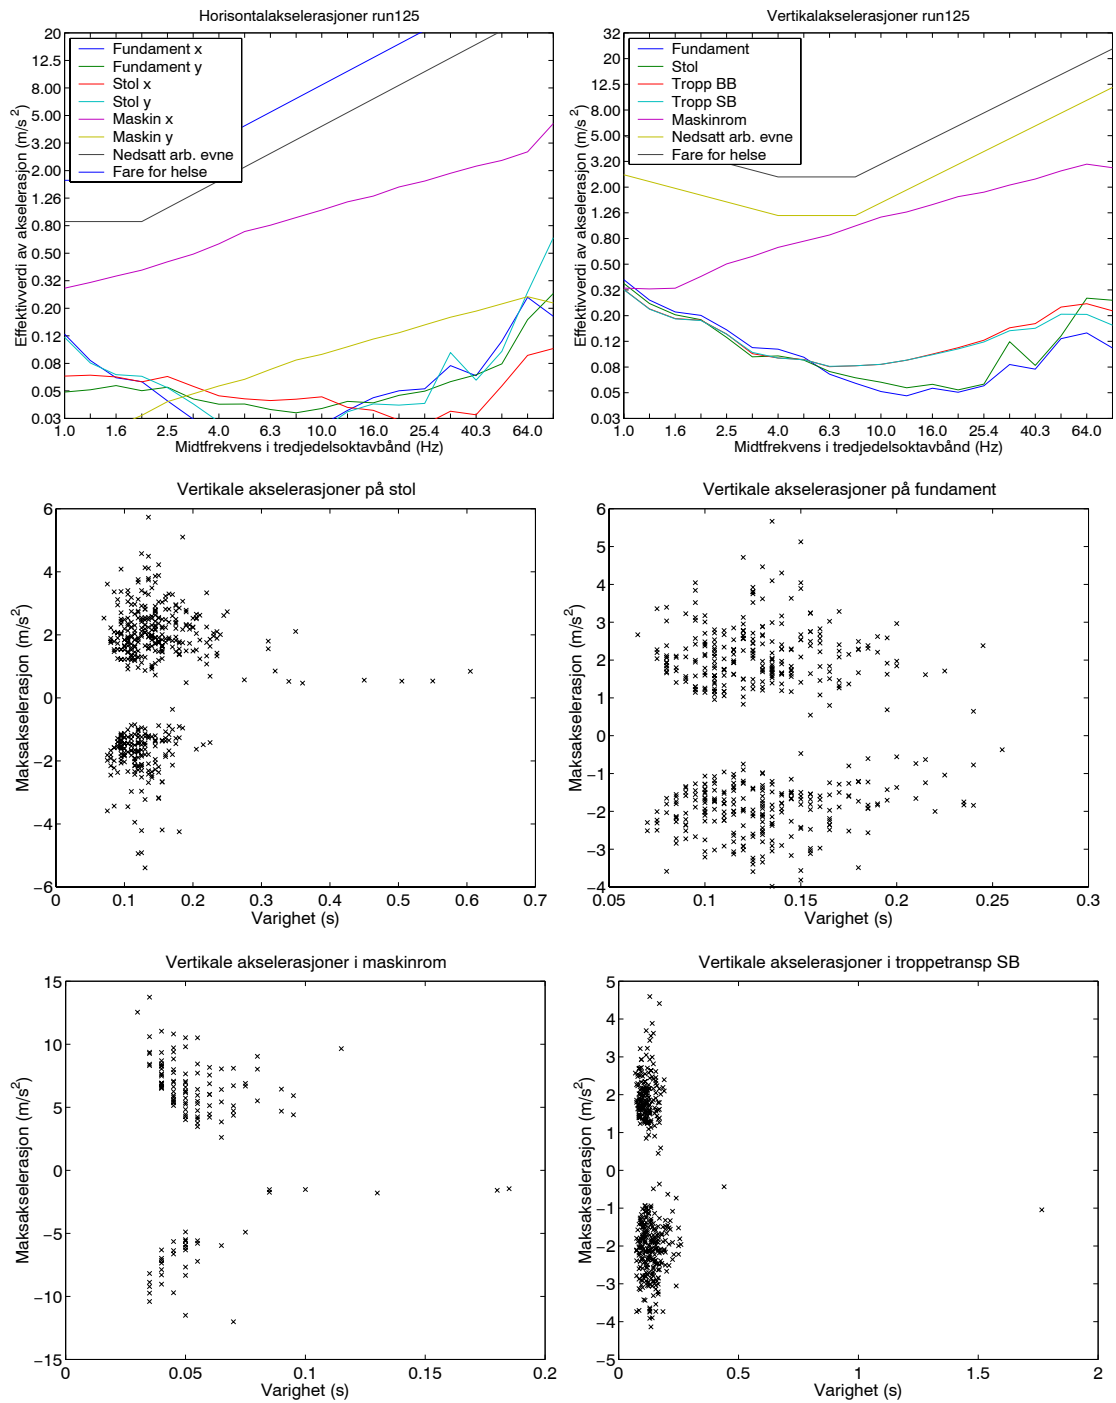 Horisontalakselerasjoner run125
20
12.5
8.00
5.00
3.20
2.00
1.26
0.80
0.50
0.32
0.20
0.12
0.08
0.05
0.03
Effektivverdi av akselerasjon (m/s²)
Fundament x
Fundament y
Stol x
Stol y
Maskin x
Maskin y
Nedsatt arb. evne
Fare for helse
1.0 1.6 2.5 4.0 6.3 10.0 16.0 25.4 40.3 64.0
Midtfrekvens i tredjedelsoktavbånd (Hz)
Vertikalakselerasjoner run125
32
20
12.5
8.00
5.00
3.20
2.00
1.26
0.80
0.50
0.32
0.20
0.12
0.08
0.05
0.03
Effektivverdi av akselerasjon (m/s²)
Fundament
Stol
Tropp BB
Tropp SB
Maskinrom
Nedsatt arb. evne
Fare for helse
1.0 1.6 2.5 4.0 6.3 10.0 16.0 25.4 40.3 64.0
Midtfrekvens i tredjedelsoktavbånd (Hz)
Vertikale akselerasjoner på stol
6
4
2
0
−2
−4
−6
Maksakselerasjon (m/s²)
0 0.1 0.2 0.3 0.4 0.5 0.6 0.7
Varighet (s)
Vertikale akselerasjoner på fundament
6
5
4
3
2
1
0
−1
−2
−3
−4
Maksakselerasjon (m/s²)
0.05 0.1 0.15 0.2 0.25 0.3
Varighet (s)
Vertikale akselerasjoner i maskinrom
15
10
5
0
−5
−10
−15
Maksakselerasjon (m/s²)
0 0.05 0.1 0.15 0.2
Varighet (s)
Vertikale akselerasjoner i troppetransp SB
5
4
3
2
1
0
−1
−2
−3
−4
−5
Maksakselerasjon (m/s²)
0 0.5 1 1.5 2
Varighet (s)